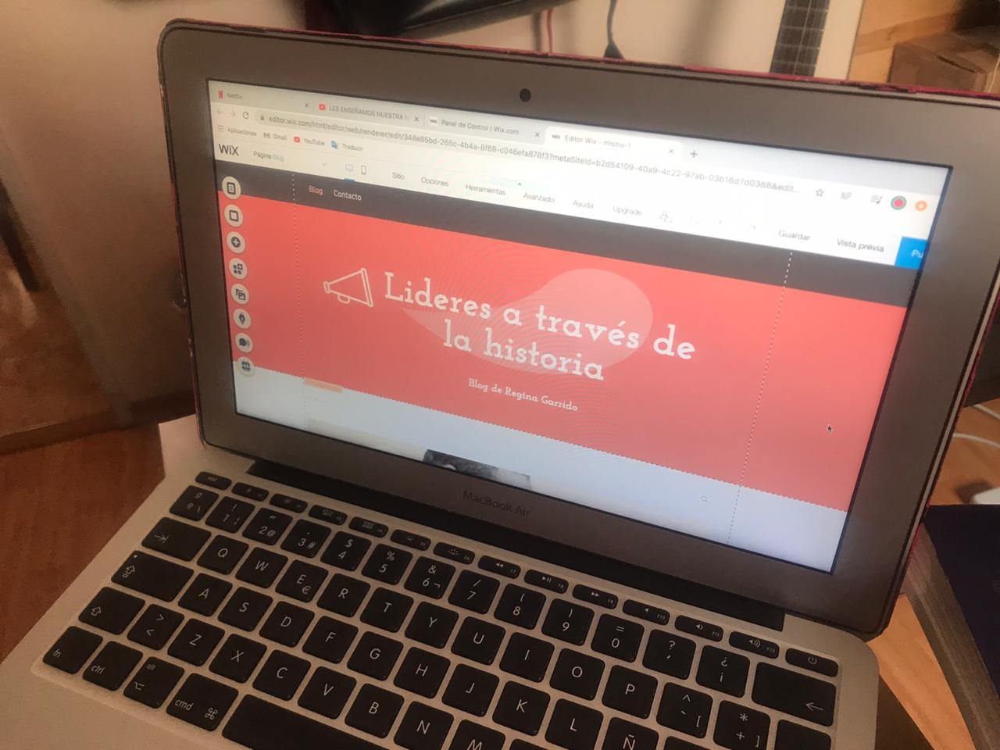 Netflix
LES ENSEÑAMOS NUESTRA
Panel de Control | Wix.com
Editor Wix - misitio-1
editor.wix.com/html/editor/web/renderer/edit/348e85bd-265c-4b4a-8f68-c046efa878f3?metaSiteId=b2d54109-40a9-4c22-97ab-03b16d7d0368&edit...
Aplicaciones Gmail YouTube Traducir
WiX Página Blog Sitio Opciones Herramientas Avanzado Ayuda Upgrade Guardar Vista previa Pu
Blog Contacto
Lideres a través de
la historia
Blog de Regina Garrido
MacBook Air
esc
1 2 @ 3 # $ 4 % 5 & 6 ¬ / 7 ( 8 ) 9 = 0 ? ¿ ¡
Q W E € R T Y U I O P ^ ` [ * + ]
A S D F G H J K L Ñ
> < Z X C V B N M
fn ctrl alt cmd